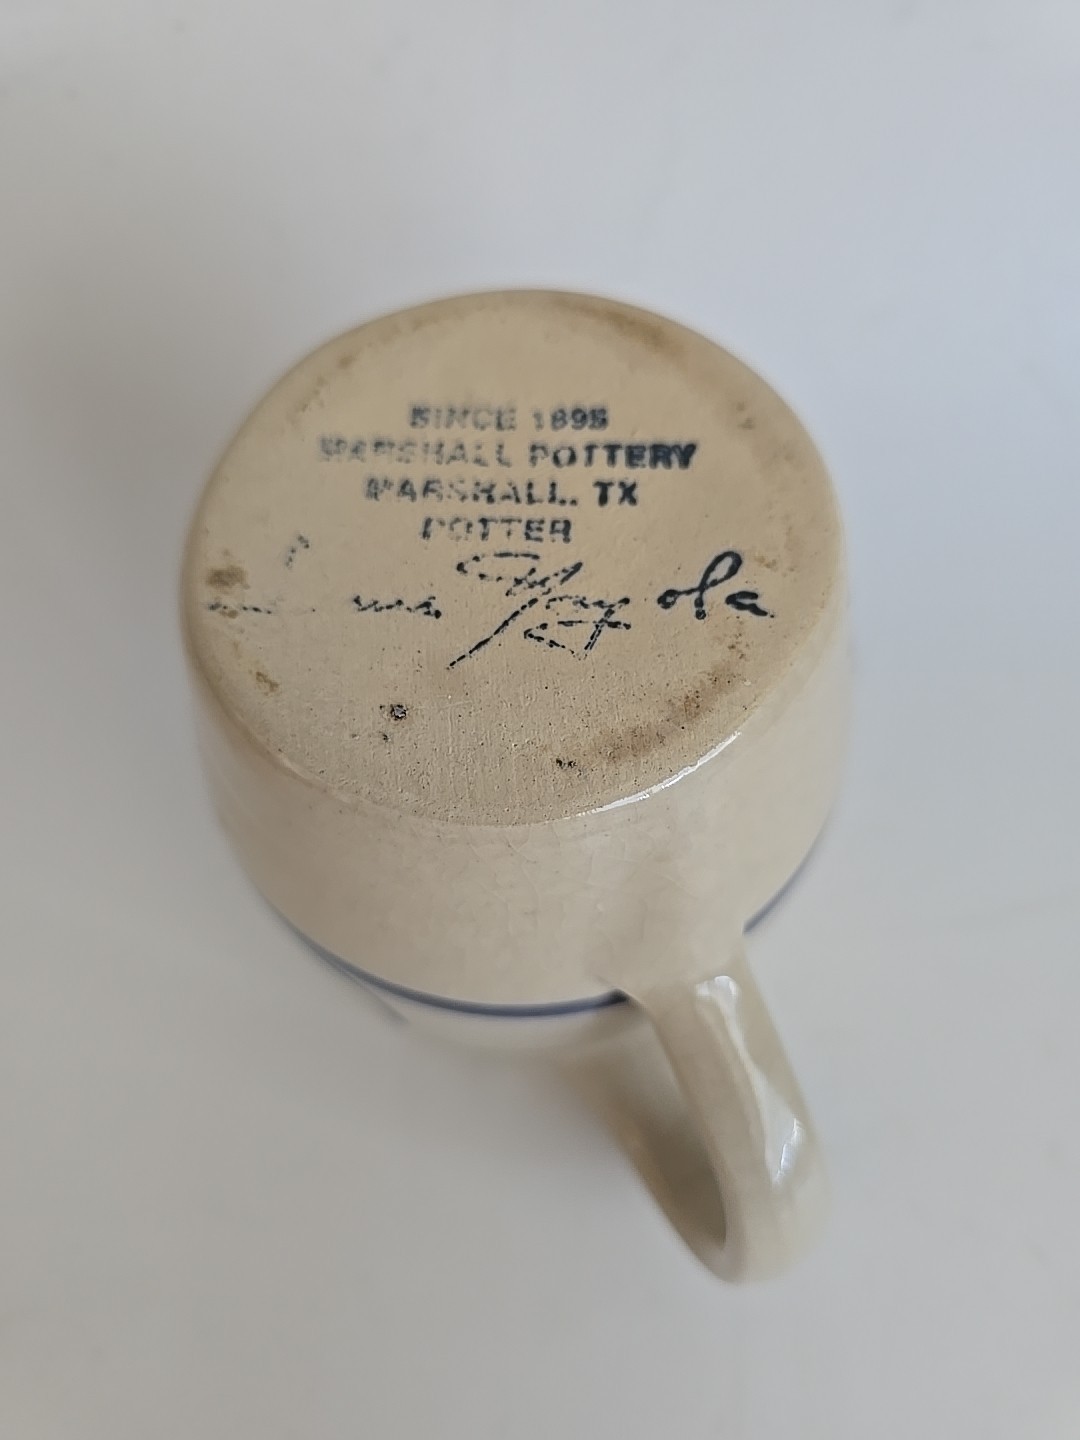 SINCE 1895
MARSHALL POTTERY
MARSHALL, TX
POTTER